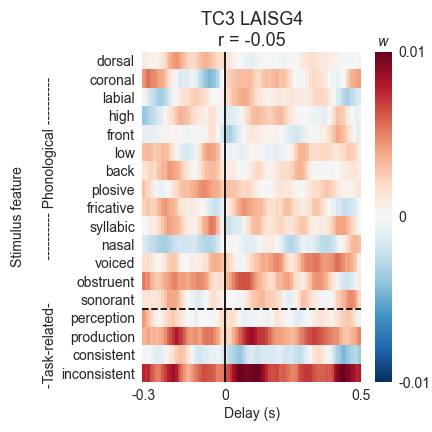 TC3 LAISG4
r = -0.05
w
dorsal
coronal
labial
high
front
low
back
plosive
fricative
syllabic
nasal
voiced
obstruent
sonorant
perception
production
consistent
inconsistent
Stimulus feature
-Task-related- ---------- Phonological ----------
0.01
0
-0.01
-0.3 0 0.5
Delay (s)